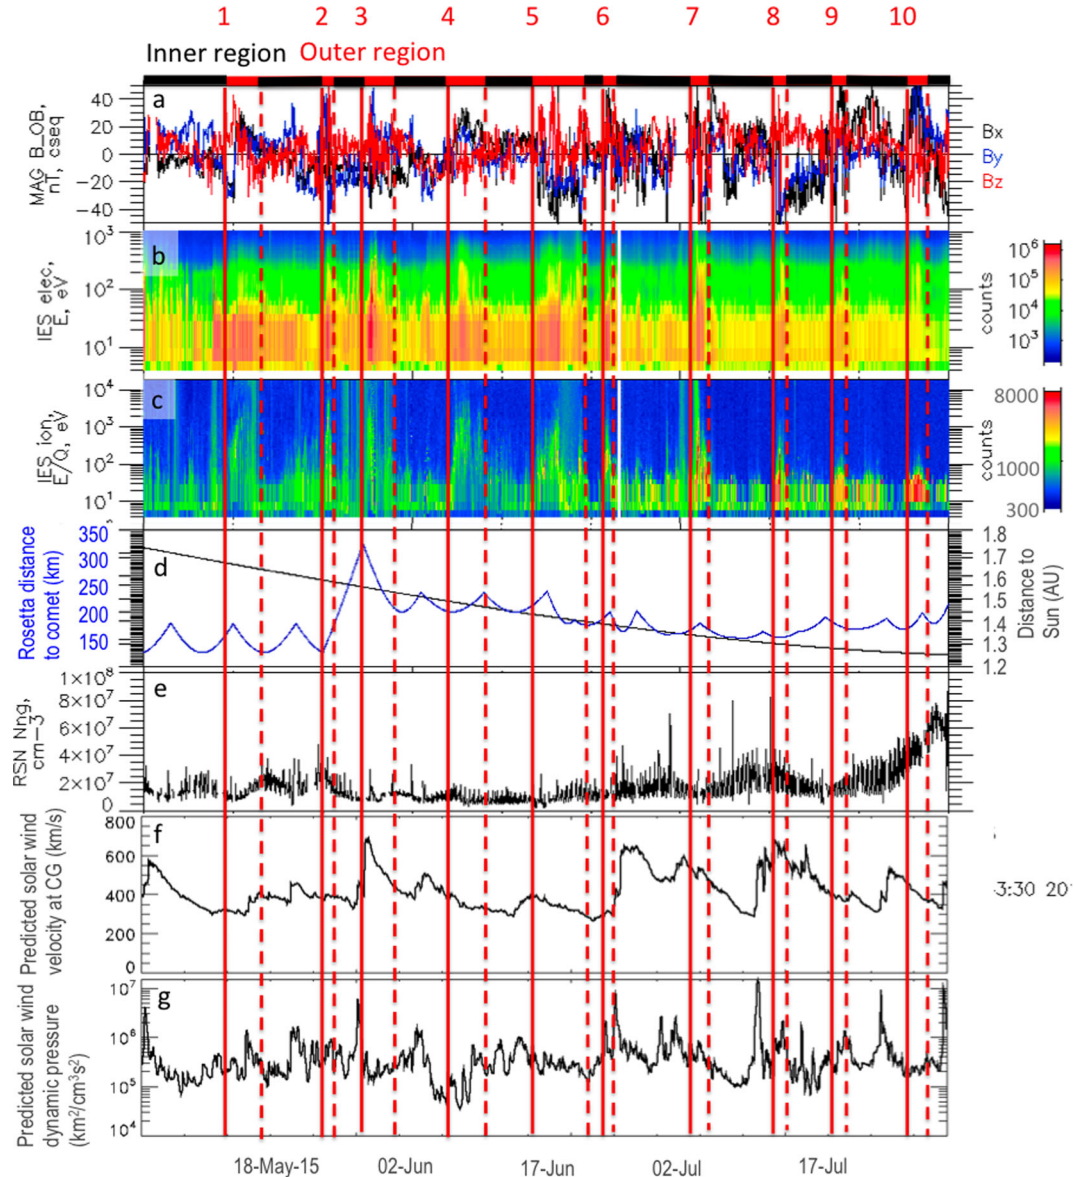 1 2 3 4 5 6 7 8 9 10
Inner region Outer region
a
MAG B_OB,
nT, cseq
40
20
0
−20
−40
Bx
By
Bz
b
IES elec,
E, eV
10³
10²
10¹
10⁶
10⁵
10⁴
10³
counts
c
IES ion,
E/Q, eV
10⁴
10³
10²
10¹
8000
1000
300
counts
d
Rosetta distance
to comet (km)
350
300
250
200
150
1.8
1.7
1.6
1.5
1.4
1.3
1.2
Distance to
Sun (AU)
e
RSN Nng,
cm−3
1×10⁸
8×10⁷
6×10⁷
4×10⁷
2×10⁷
0
f
Predicted solar wind
velocity at CG (km/s)
800
600
400
200
0
3:30 20
g
Predicted solar wind
dynamic pressure
(km²/cm³s²)
10⁷
10⁶
10⁵
10⁴
18-May-15 02-Jun 17-Jun 02-Jul 17-Jul